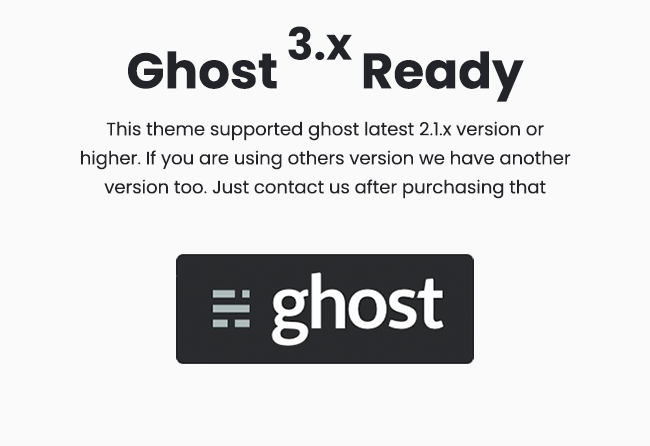 Ghost 3.x Ready
This theme supported ghost latest 2.1.x version or
higher. If you are using others version we have another
version too. Just contact us after purchasing that
ghost